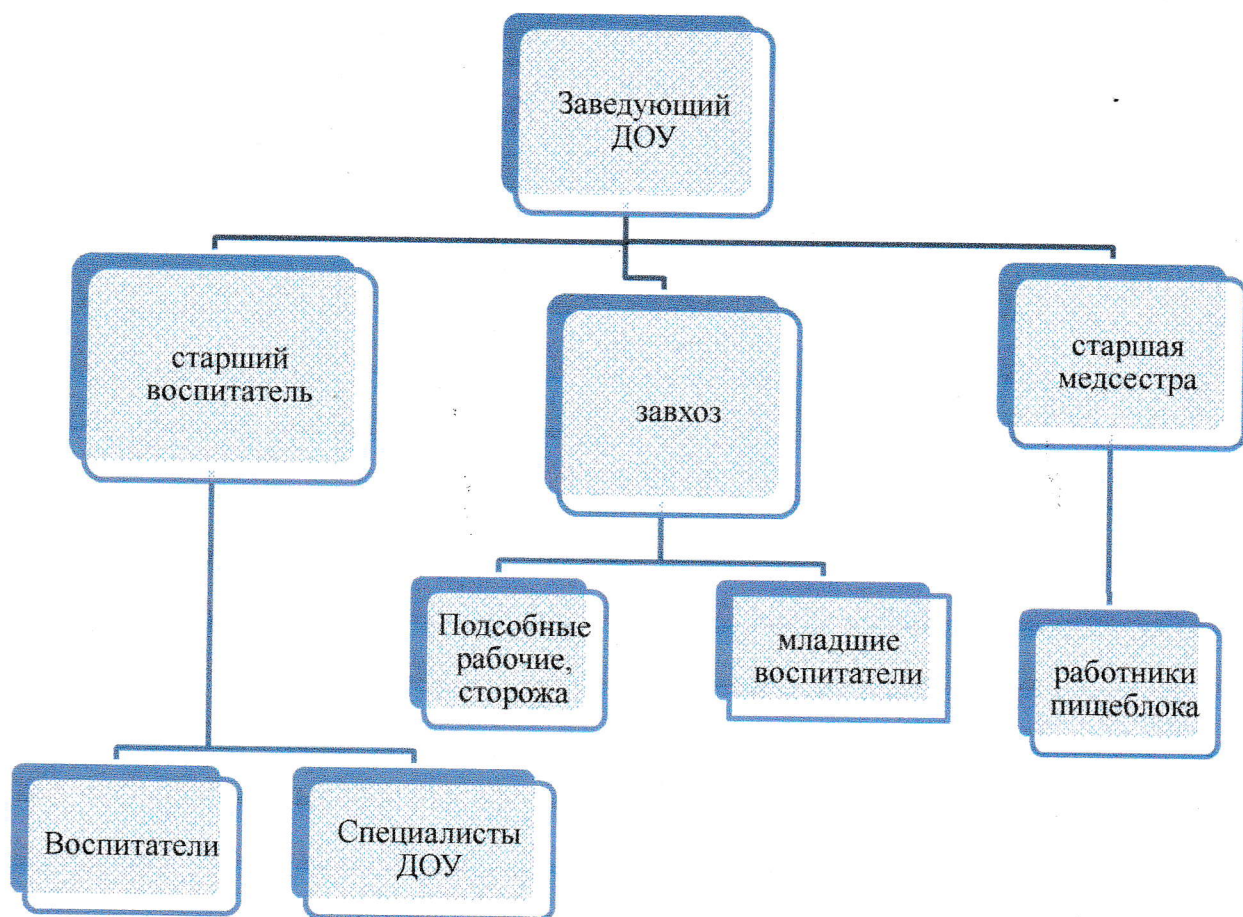 Заведующий
ДОУ
старший
воспитатель
завхоз
старшая
медсестра
Подсобные
рабочие,
сторожа
младшие
воспитатели
работники
пищеблока
Воспитатели
Специалисты
ДОУ